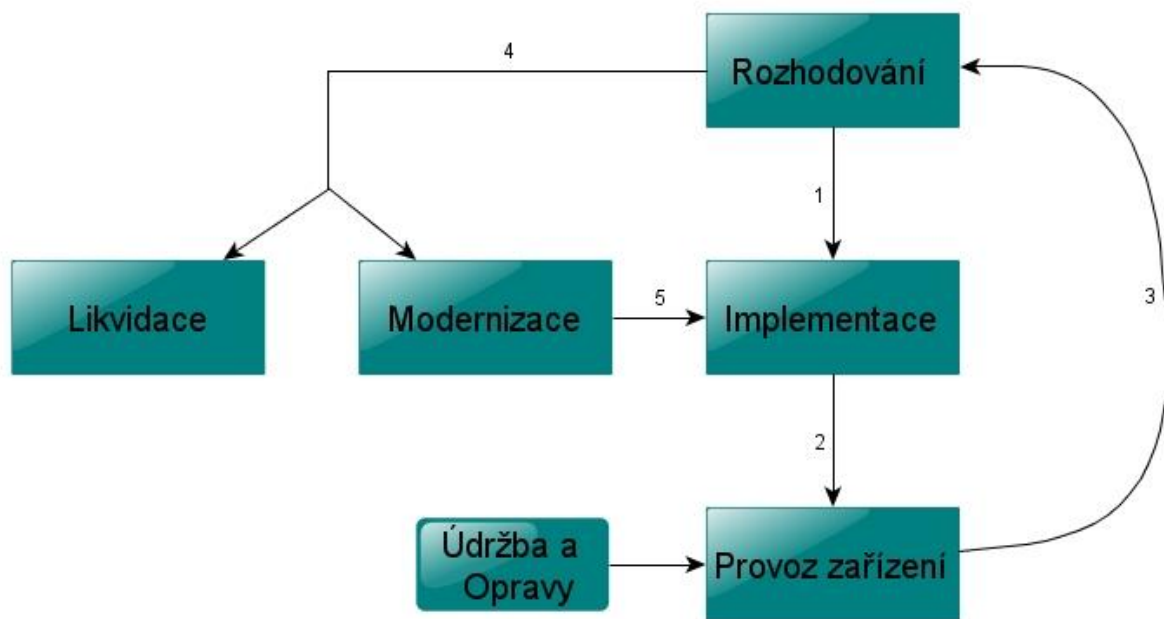 4
Rozhodování
1
Likvidace
Modernizace
5
Implementace
3
2
Údržba a
Opravy
Provoz zařízení